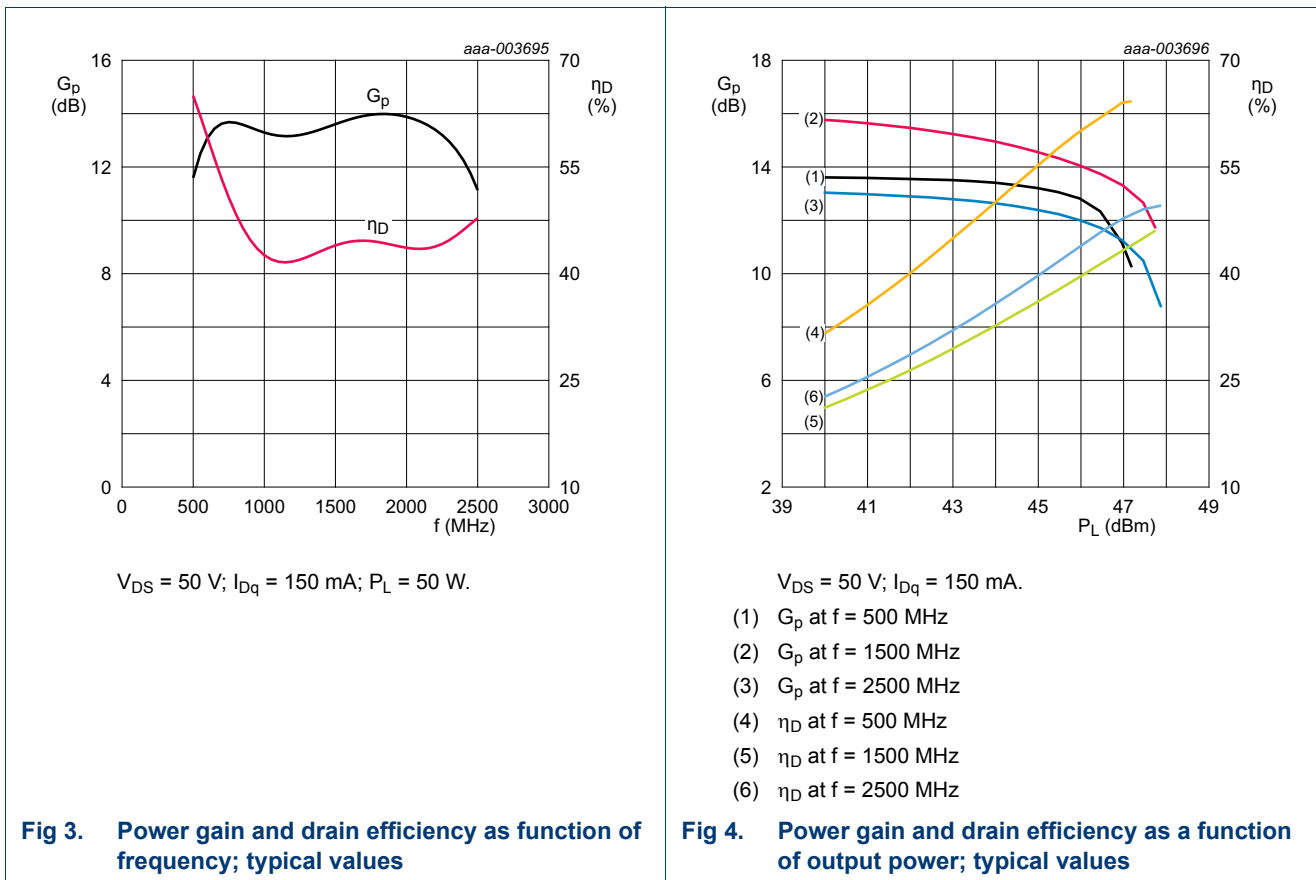 aaa-003695
16
70
Gp
(dB)
ηD
(%)
Gp
12
55
ηD
8
40
4
25
0
10
0 500 1000 1500 2000 2500 3000
f (MHz)
VDS = 50 V; IDq = 150 mA; PL = 50 W.
Fig 3. Power gain and drain efficiency as function of
frequency; typical values
aaa-003696
18
70
Gp
(dB)
ηD
(%)
(2)
14
55
(1)
(3)
10
40
(4)
6
25
(6)
(5)
2
10
39 41 43 45 47 49
PL (dBm)
VDS = 50 V; IDq = 150 mA.
(1) Gp at f = 500 MHz
(2) Gp at f = 1500 MHz
(3) Gp at f = 2500 MHz
(4) ηD at f = 500 MHz
(5) ηD at f = 1500 MHz
(6) ηD at f = 2500 MHz
Fig 4. Power gain and drain efficiency as a function
of output power; typical values